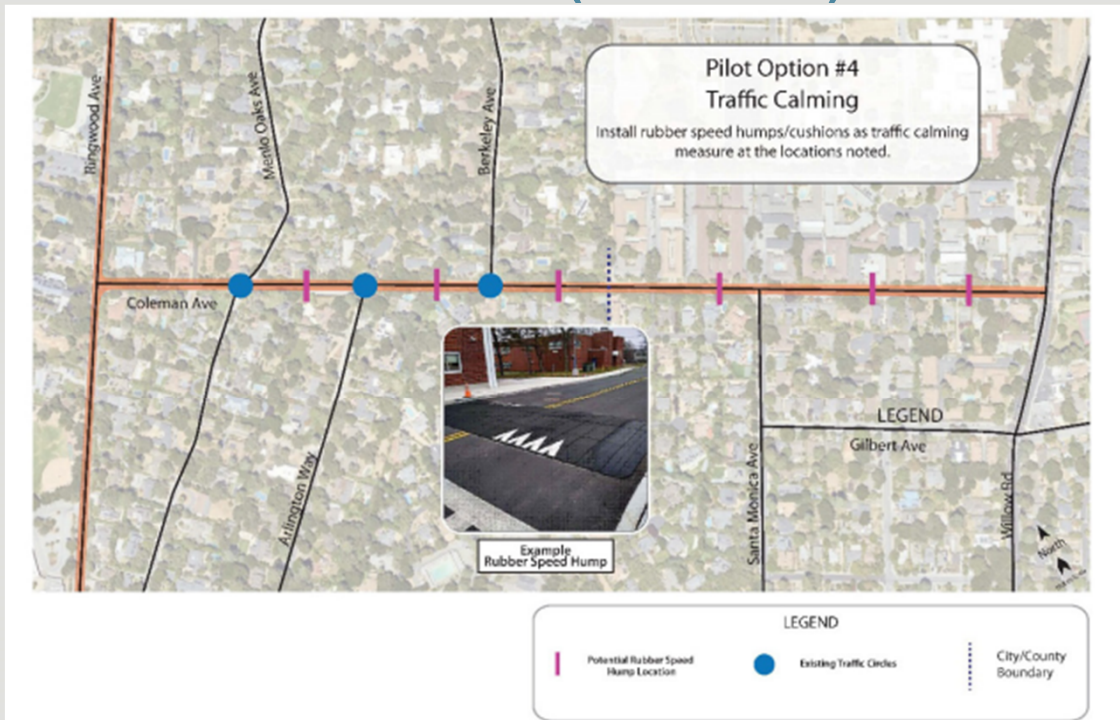 Pilot Option #4
Traffic Calming
Install rubber speed humps/cushions as traffic calming
measure at the locations noted.
Ringwood Ave
Menlo Oaks Ave
Berkeley Ave
Coleman Ave
Arlington Way
Santa Monica Ave
LEGEND
Gilbert Ave
Willow Rd
North
Example
Rubber Speed Hump
LEGEND
Potential Rubber Speed
Hump Location
Existing Traffic Circles
City/County
Boundary